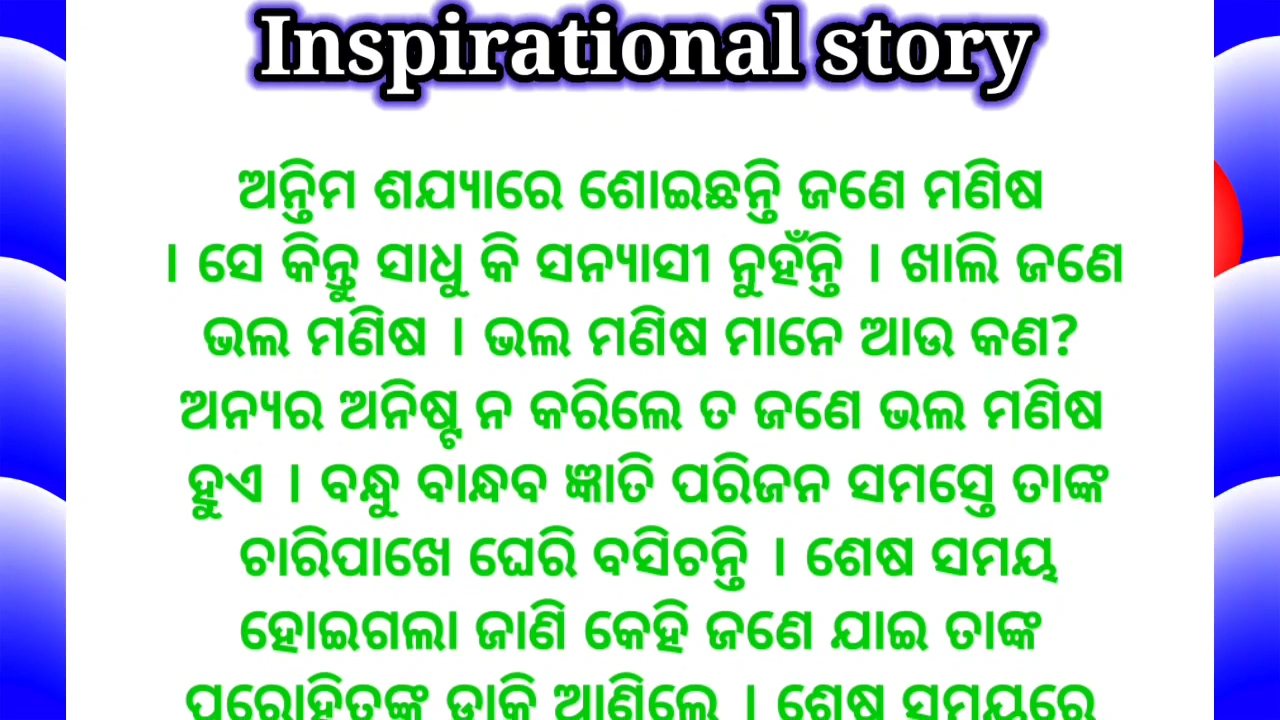 Inspirational story
ଅନ୍ତିମ ଶଯ୍ୟାରେ ଶୋଇଛନ୍ତି ଜଣେ ମଣିଷ
। ସେ କିନ୍ତୁ ସାଧୁ କି ସନ୍ୟାସୀ ନୁହଁନ୍ତି । ଖାଲି ଜଣେ
ଭଲ ମଣିଷ । ଭଲ ମଣିଷ ମାନେ ଆଉ କଣ?
ଅନ୍ୟର ଅନିଷ୍ଟ ନ କରିଲେ ତ ଜଣେ ଭଲ ମଣିଷ
ହୁଏ । ବନ୍ଧୁ ବାନ୍ଧବ ଜ୍ଞାତି ପରିଜନ ସମସ୍ତେ ତାଙ୍କ
ଚାରିପାଖେ ଘେରି ବସିଚନ୍ତି । ଶେଷ ସମୟ
ହୋଇଗଲା ଜାଣି କେହି ଜଣେ ଯାଇ ତାଙ୍କ
ପୁରୋହିତଙ୍କୁ ଡାକି ଆଣିଲେ । ଶେଷ ସମୟରେ